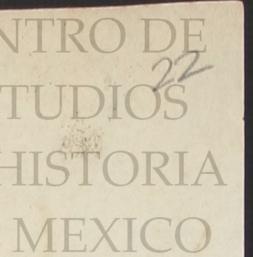 NTRO DE
22
TUDIOS
HISTORIA
MEXICO